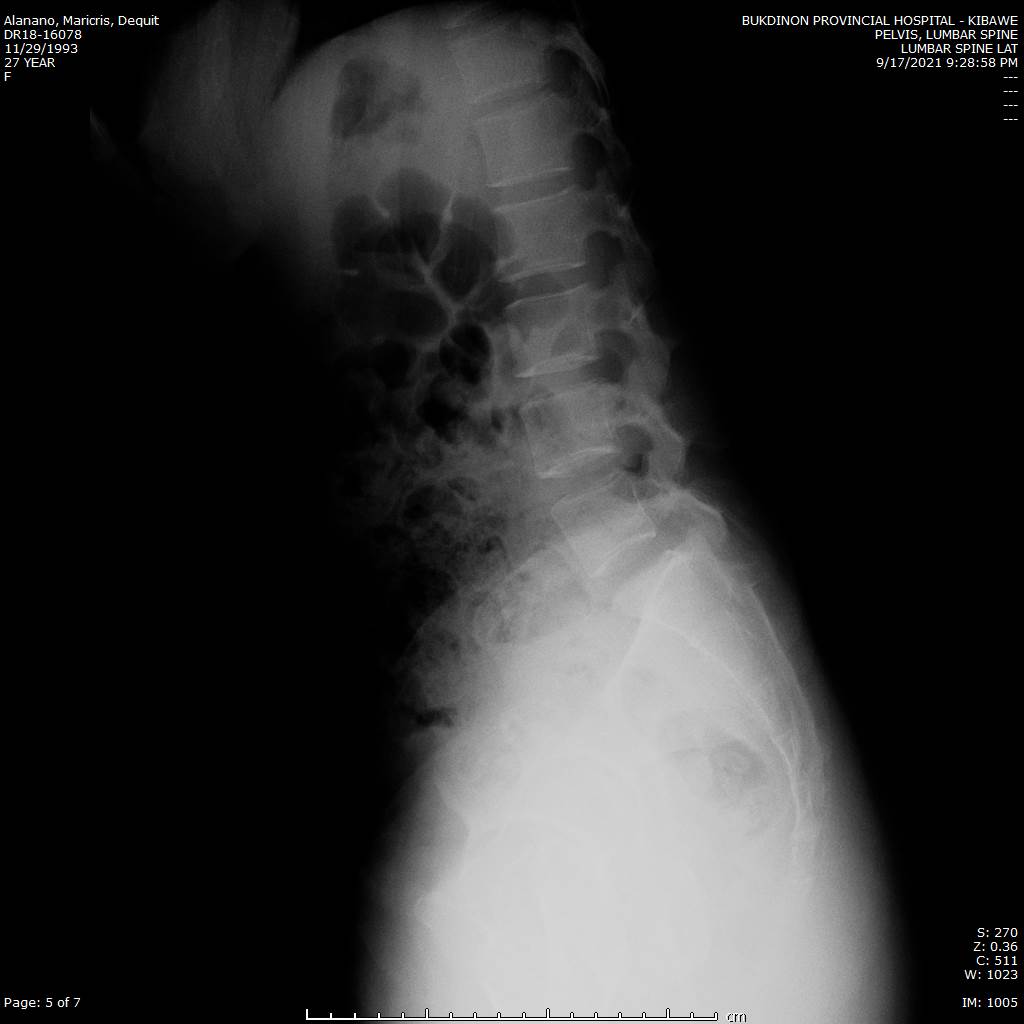 Alanano, Maricris, Dequit
DR18-16078
11/29/1993
27 YEAR
F
BUKDINON PROVINCIAL HOSPITAL - KIBAWE
PELVIS, LUMBAR SPINE
LUMBAR SPINE LAT
9/17/2021 9:28:58 PM
---
---
---
---
S: 270
Z: 0.36
C: 511
W: 1023
IM: 1005
Page: 5 of 7
cm